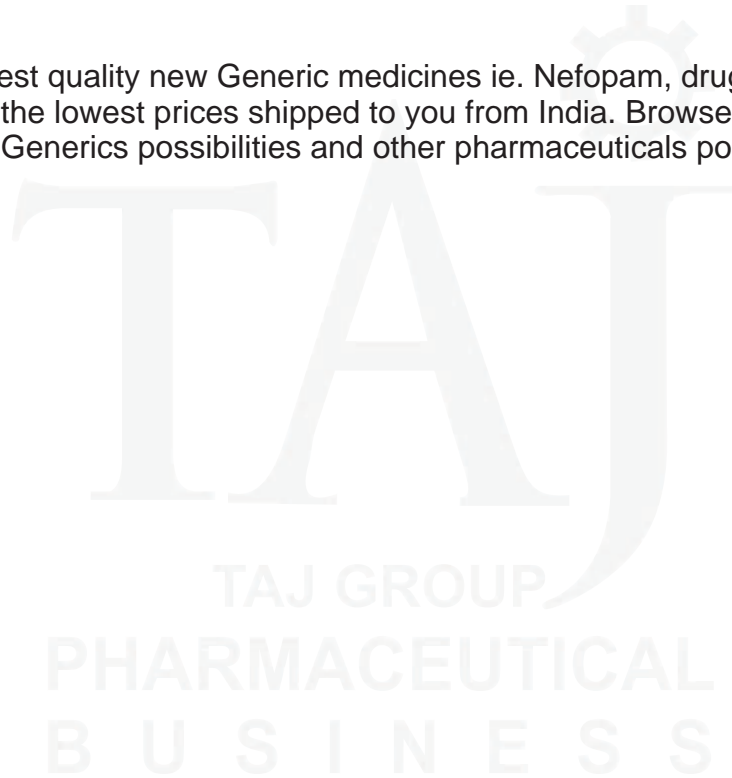 est quality new Generic medicines ie. Nefopam, drug
the lowest prices shipped to you from India. Browse
Generics possibilities and other pharmaceuticals po
TAJ
TAJ GROUP
PHARMACEUTICAL
BUSINESS